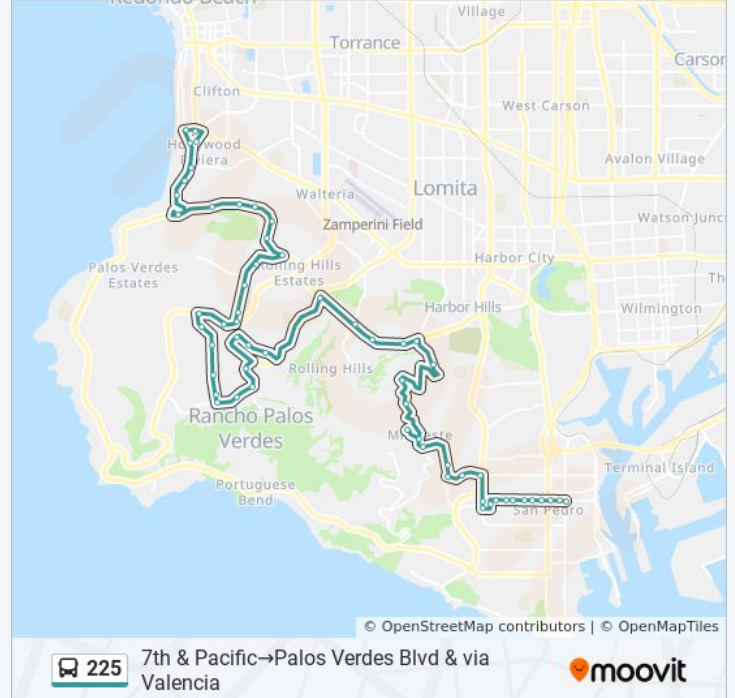 Redondo Beach
Village
Torrance
Carson
Clifton
West Carson
Hollywood
Riviera
Avalon Village
Walteria
Lomita
Zamperini Field
Watson Junc
Palos Verdes
Estates
Rolling Hills
Estates
Harbor City
Th
Harbor Hills
Wilmington
Rolling Hills
Rancho Palos
Verdes
Miraleste
Terminal Island
Portuguese
Bend
San Pedro
© OpenStreetMap contributors | © OpenMapTiles
225
7th & Pacific→Palos Verdes Blvd & via
Valencia
moovit